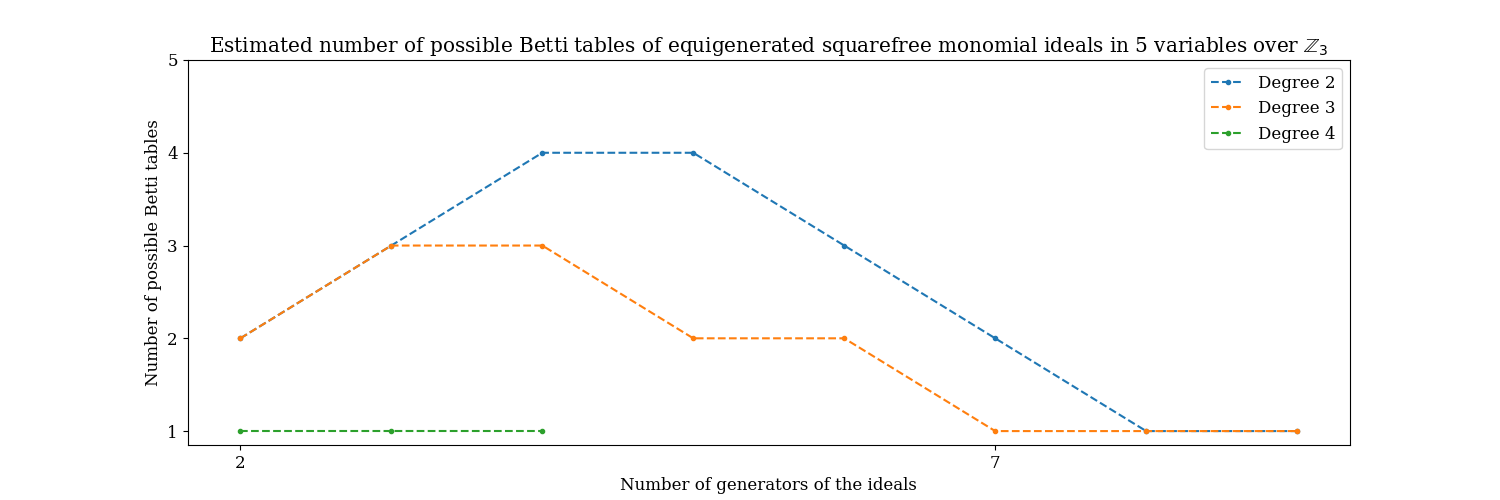 Estimated number of possible Betti tables of equigenerated squarefree monomial ideals in 5 variables over ℤ₃
Number of possible Betti tables
5
4
3
2
1
Degree 2
Degree 3
Degree 4
2
7
Number of generators of the ideals